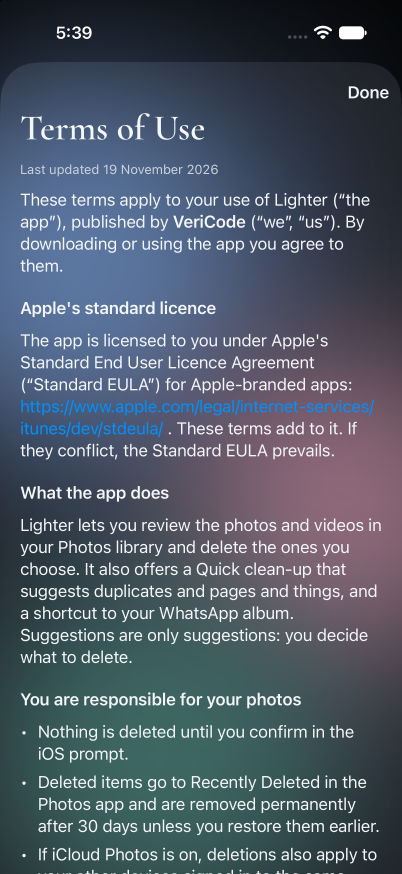 5:39
Done
Terms of Use
Last updated 19 November 2026
These terms apply to your use of Lighter (“the
app”), published by VeriCode (“we”, “us”). By
downloading or using the app you agree to
them.
Apple's standard licence
The app is licensed to you under Apple's
Standard End User Licence Agreement
(“Standard EULA”) for Apple-branded apps:
https://www.apple.com/legal/internet-services/
itunes/dev/stdeula/ . These terms add to it. If
they conflict, the Standard EULA prevails.
What the app does
Lighter lets you review the photos and videos in
your Photos library and delete the ones you
choose. It also offers a Quick clean-up that
suggests duplicates and pages and things, and
a shortcut to your WhatsApp album.
Suggestions are only suggestions: you decide
what to delete.
You are responsible for your photos
• Nothing is deleted until you confirm in the
iOS prompt.
• Deleted items go to Recently Deleted in the
Photos app and are removed permanently
after 30 days unless you restore them earlier.
• If iCloud Photos is on, deletions also apply to
your other devices signed in to the same